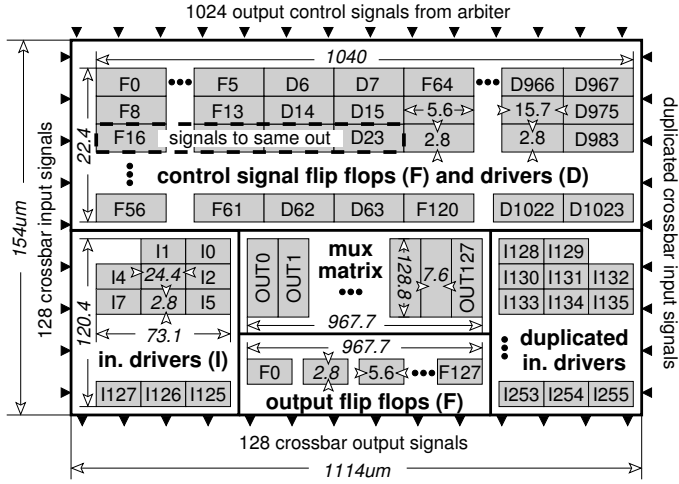 1024 output control signals from arbiter
1040
F0 ••• F5 D6 D7 F64 ••• D966 D967
F8 F13 D14 D15 5.6 15.7 D975
F16 signals to same out D23 2.8 2.8 D983
22.4
control signal flip flops (F) and drivers (D)
F56 F61 D62 D63 F120 D1022 D1023
154um
128 crossbar input signals
duplicated crossbar input signals
I1 I0
I4 24.4 I2
I7 2.8 I5
120.4
73.1
in. drivers (I)
I127 I126 I125
OUT0 OUT1 mux matrix ••• 128.8 7.6 OUT127
967.7
967.7
F0 2.8 5.6 ••• F127
output flip flops (F)
I128 I129
I130 I131 I132
I133 I134 I135
duplicated
in. drivers
I253 I254 I255
128 crossbar output signals
1114um